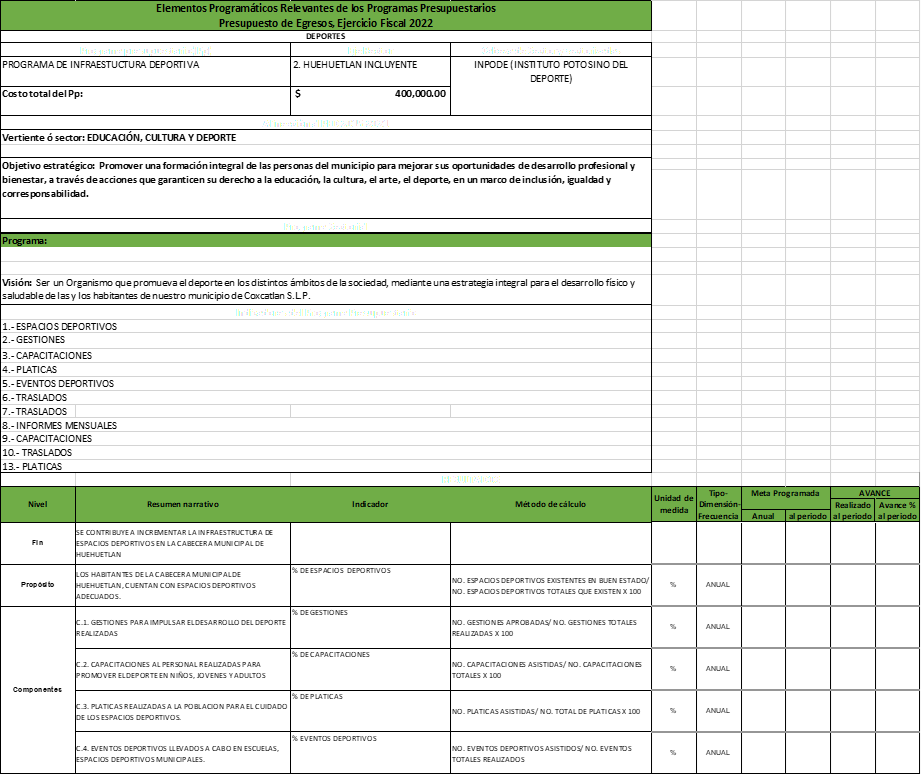 Elementos Programáticos Relevantes de los Programas Presupuestarios
Presupuesto de Egresos, Ejercicio Fiscal 2022
DEPORTES
PROGRAMA DE INFRAESTUCTURA DEPORTIVA
2. HUEHUETLAN INCLUYENTE
INPODE (INSTITUTO POTOSINO DEL
DEPORTE)
Costo total del Pp:
$ 400,000.00
Vertiente ó sector: EDUCACIÓN, CULTURA Y DEPORTE
Objetivo estratégico: Promover una formación integral de las personas del municipio para mejorar sus oportunidades de desarrollo profesional y
bienestar, a través de acciones que garanticen su derecho a la educación, la cultura, el arte, el deporte, en un marco de inclusión, igualdad y
corresponsabilidad.
Programa:
Visión: Ser un Organismo que promueva el deporte en los distintos ámbitos de la sociedad, mediante una estrategia integral para el desarrollo físico y
saludable de las y los habitantes de nuestro municipio de Coxcatlan S.L.P.
1.- ESPACIOS DEPORTIVOS
2.- GESTIONES
3.- CAPACITACIONES
4.- PLATICAS
5.- EVENTOS DEPORTIVOS
6.- TRASLADOS
7.- TRASLADOS
8.- INFORMES MENSUALES
9.- CAPACITACIONES
10.- TRASLADOS
13.- PLATICAS
Nivel
Resumen narrativo
Indicador
Método de cálculo
Unidad de
medida
Tipo-
Dimensión-
Frecuencia
Meta Programada
Anual
al periodo
AVANCE
Realizado
al periodo
Avance %
al periodo
Fin
SE CONTRIBUYE A INCREMENTAR LA INFRAESTRUCTURA DE
ESPACIOS DEPORTIVOS EN LA CABECERA MUNICIPAL DE
HUEHUETLAN
Propósito
LOS HABITANTES DE LA CABECERA MUNICIPAL DE
HUEHUETLAN, CUENTAN CON ESPACIOS DEPORTIVOS
ADECUADOS.
% DE ESPACIOS DEPORTIVOS
NO. ESPACIOS DEPORTIVOS EXISTENTES EN BUEN ESTADO/
NO. ESPACIOS DEPORTIVOS TOTALES QUE EXISTEN X 100
%
ANUAL
Componentes
C.1. GESTIONES PARA IMPULSAR EL DESARROLLO DEL DEPORTE
REALIZADAS
% DE GESTIONES
NO. GESTIONES APROBADAS/ NO. GESTIONES TOTALES
REALIZADAS X 100
%
ANUAL
C.2. CAPACITACIONES AL PERSONAL REALIZADAS PARA
PROMOVER EL DEPORTE EN NIÑOS, JOVENES Y ADULTOS
% DE CAPACITACIONES
NO. CAPACITACIONES ASISTIDAS/ NO. CAPACITACIONES
TOTALES X 100
%
ANUAL
C.3. PLATICAS REALIZADAS A LA POBLACION PARA EL CUIDADO
DE LOS ESPACIOS DEPORTIVOS.
% DE PLATICAS
NO. PLATICAS ASISTIDAS/ NO. TOTAL DE PLATICAS X 100
%
ANUAL
C.4. EVENTOS DEPORTIVOS LLEVADOS A CABO EN ESCUELAS,
ESPACIOS DEPORTIVOS MUNICIPALES.
% EVENTOS DEPORTIVOS
NO. EVENTOS DEPORTIVOS ASISTIDOS/ NO. EVENTOS
TOTALES REALIZADOS
%
ANUAL